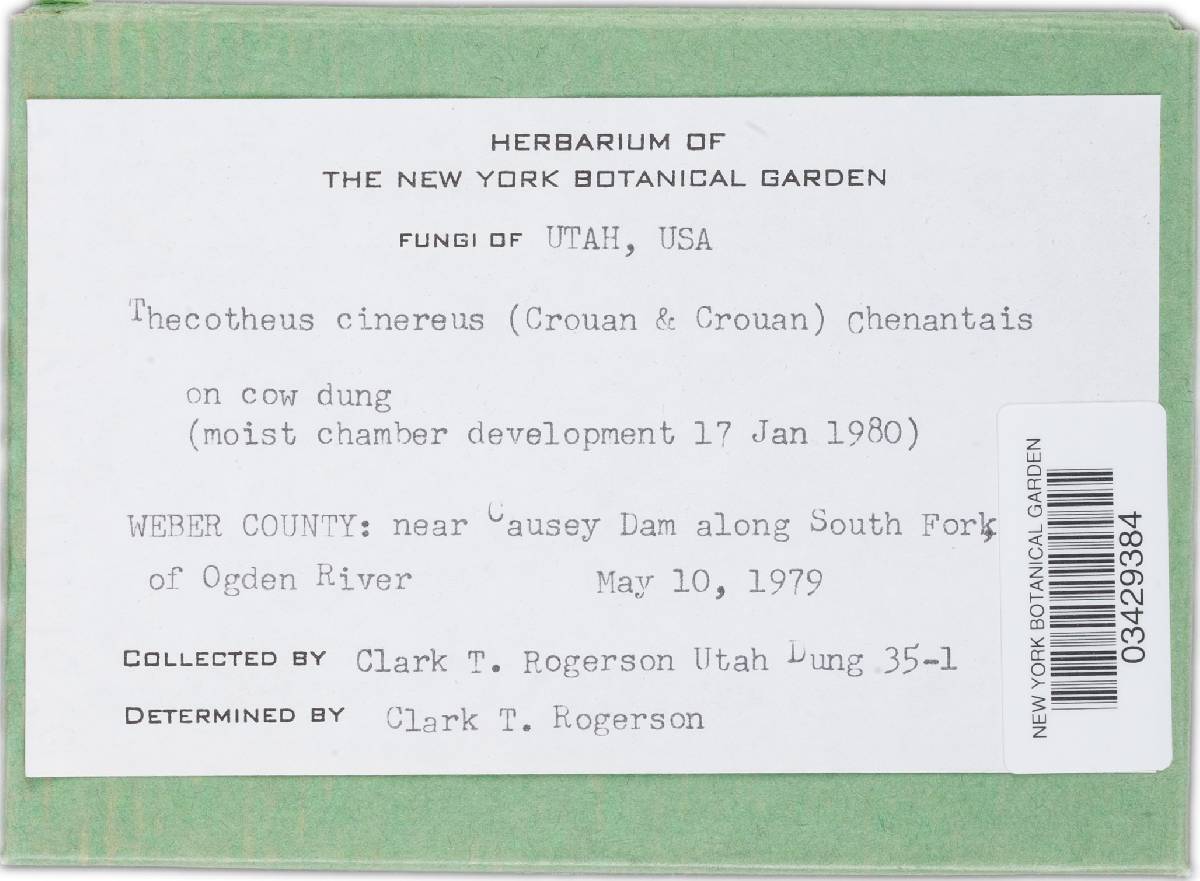 HERBARIUM OF
THE NEW YORK BOTANICAL GARDEN
FUNGI OF UTAH, USA
Thecotheus cinereus (Crouan & Crouan) Chenantais
on cow dung
(moist chamber development 17 Jan 1980)
WEBER COUNTY: near Causey Dam along South Fork,
of Ogden River May 10, 1979
COLLECTED BY Clark T. Rogerson Utah Dung 35-1
DETERMINED BY Clark T. Rogerson
NEW YORK BOTANICAL GARDEN
03429384